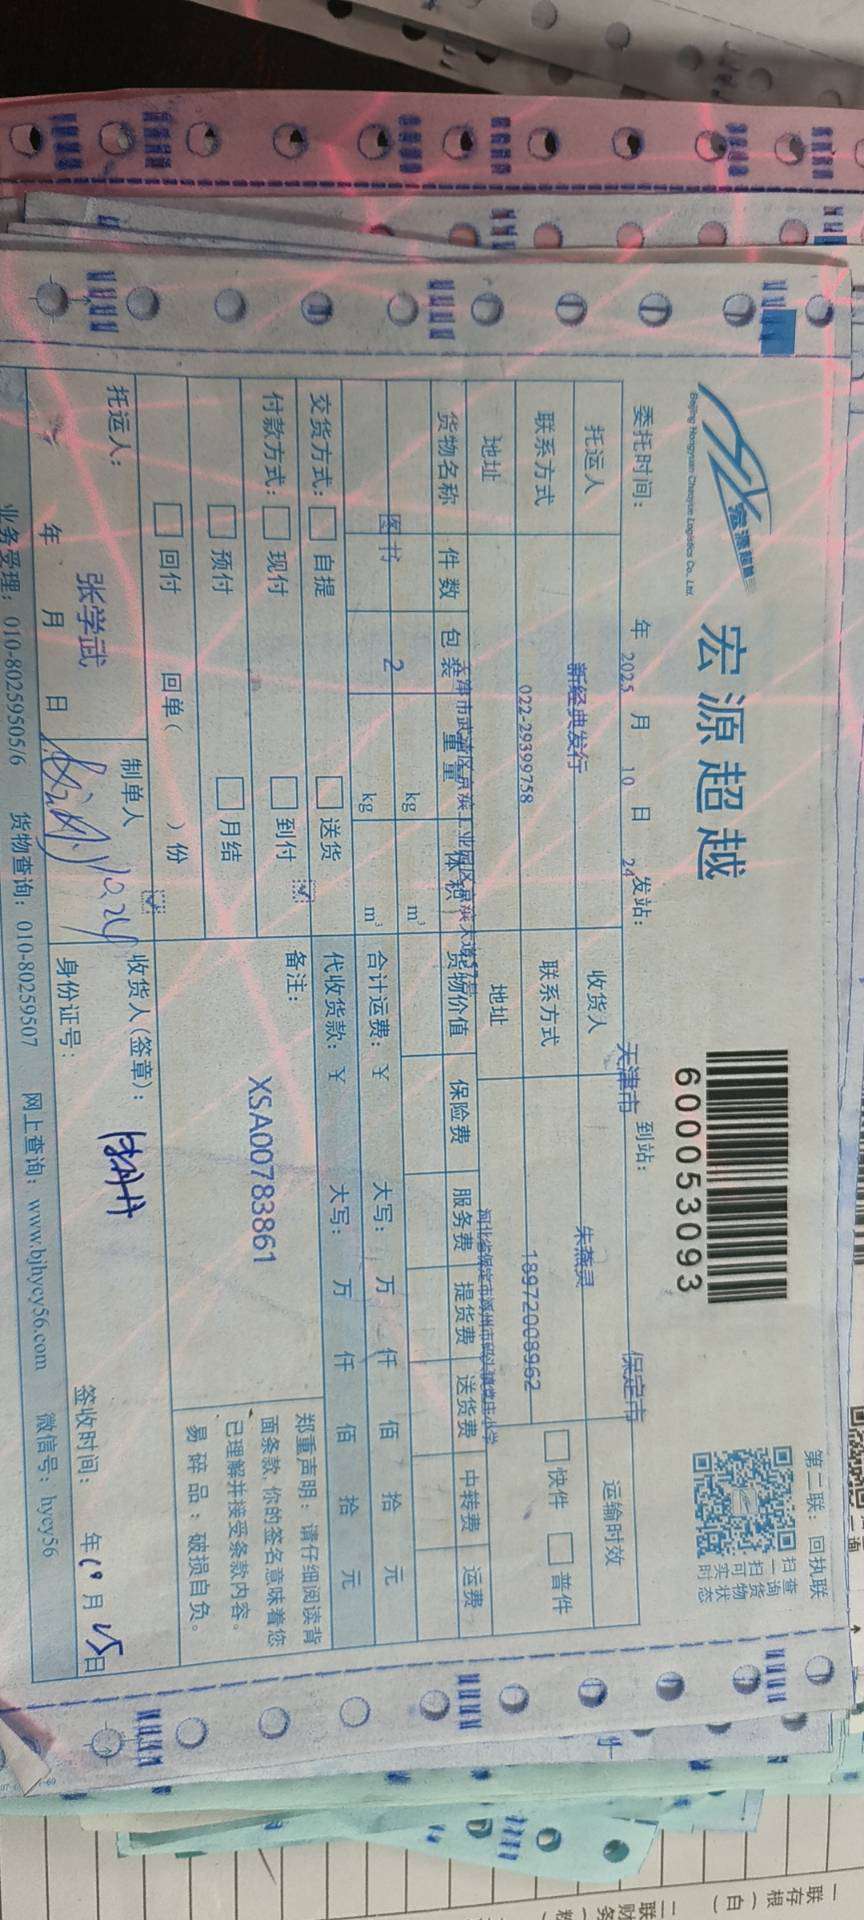 第二联：回执联
宏源超越
Beijing Hongyuan Chaoyue Logistics Co., Ltd.
宏源超越
6000053093
扫一扫可实时
查询货物状态
委托时间： 年 2025 月 10 日 24 发站： 天津市 到站： 保定市
托运人 新经典发行 收货人 朱燕灵 运输时效
联系方式 022-29399758 联系方式 18972008962 快件 普件
地址 地址
货物名称 件数 包装 重量 体积 货物价值 保险费 服务费 提货费 送货费 中转费 运费
图书 2 kg m³
kg m³
合计运费：￥ 大写： 万 仟 佰 拾 元
交货方式： 自提 送货
代收货款：￥ 大写： 万 仟 佰 拾 元
付款方式： 现付 到付
预付 月结
回付 回单（ ）份
备注：
XSA00783861
郑重声明：请仔细阅读背
面条款,你的签名意味着您
已理解并接受条款内容。
易碎品：破损自负。
托运人： 张学武
年 月 日
制单人
收货人(签章)：
身份证号：
签收时间： 年 10 月 25 日
业务受理：010-80259505/6 货物查询：010-80259507 网上查询：www.bjhycy56.com 微信号：hycy56